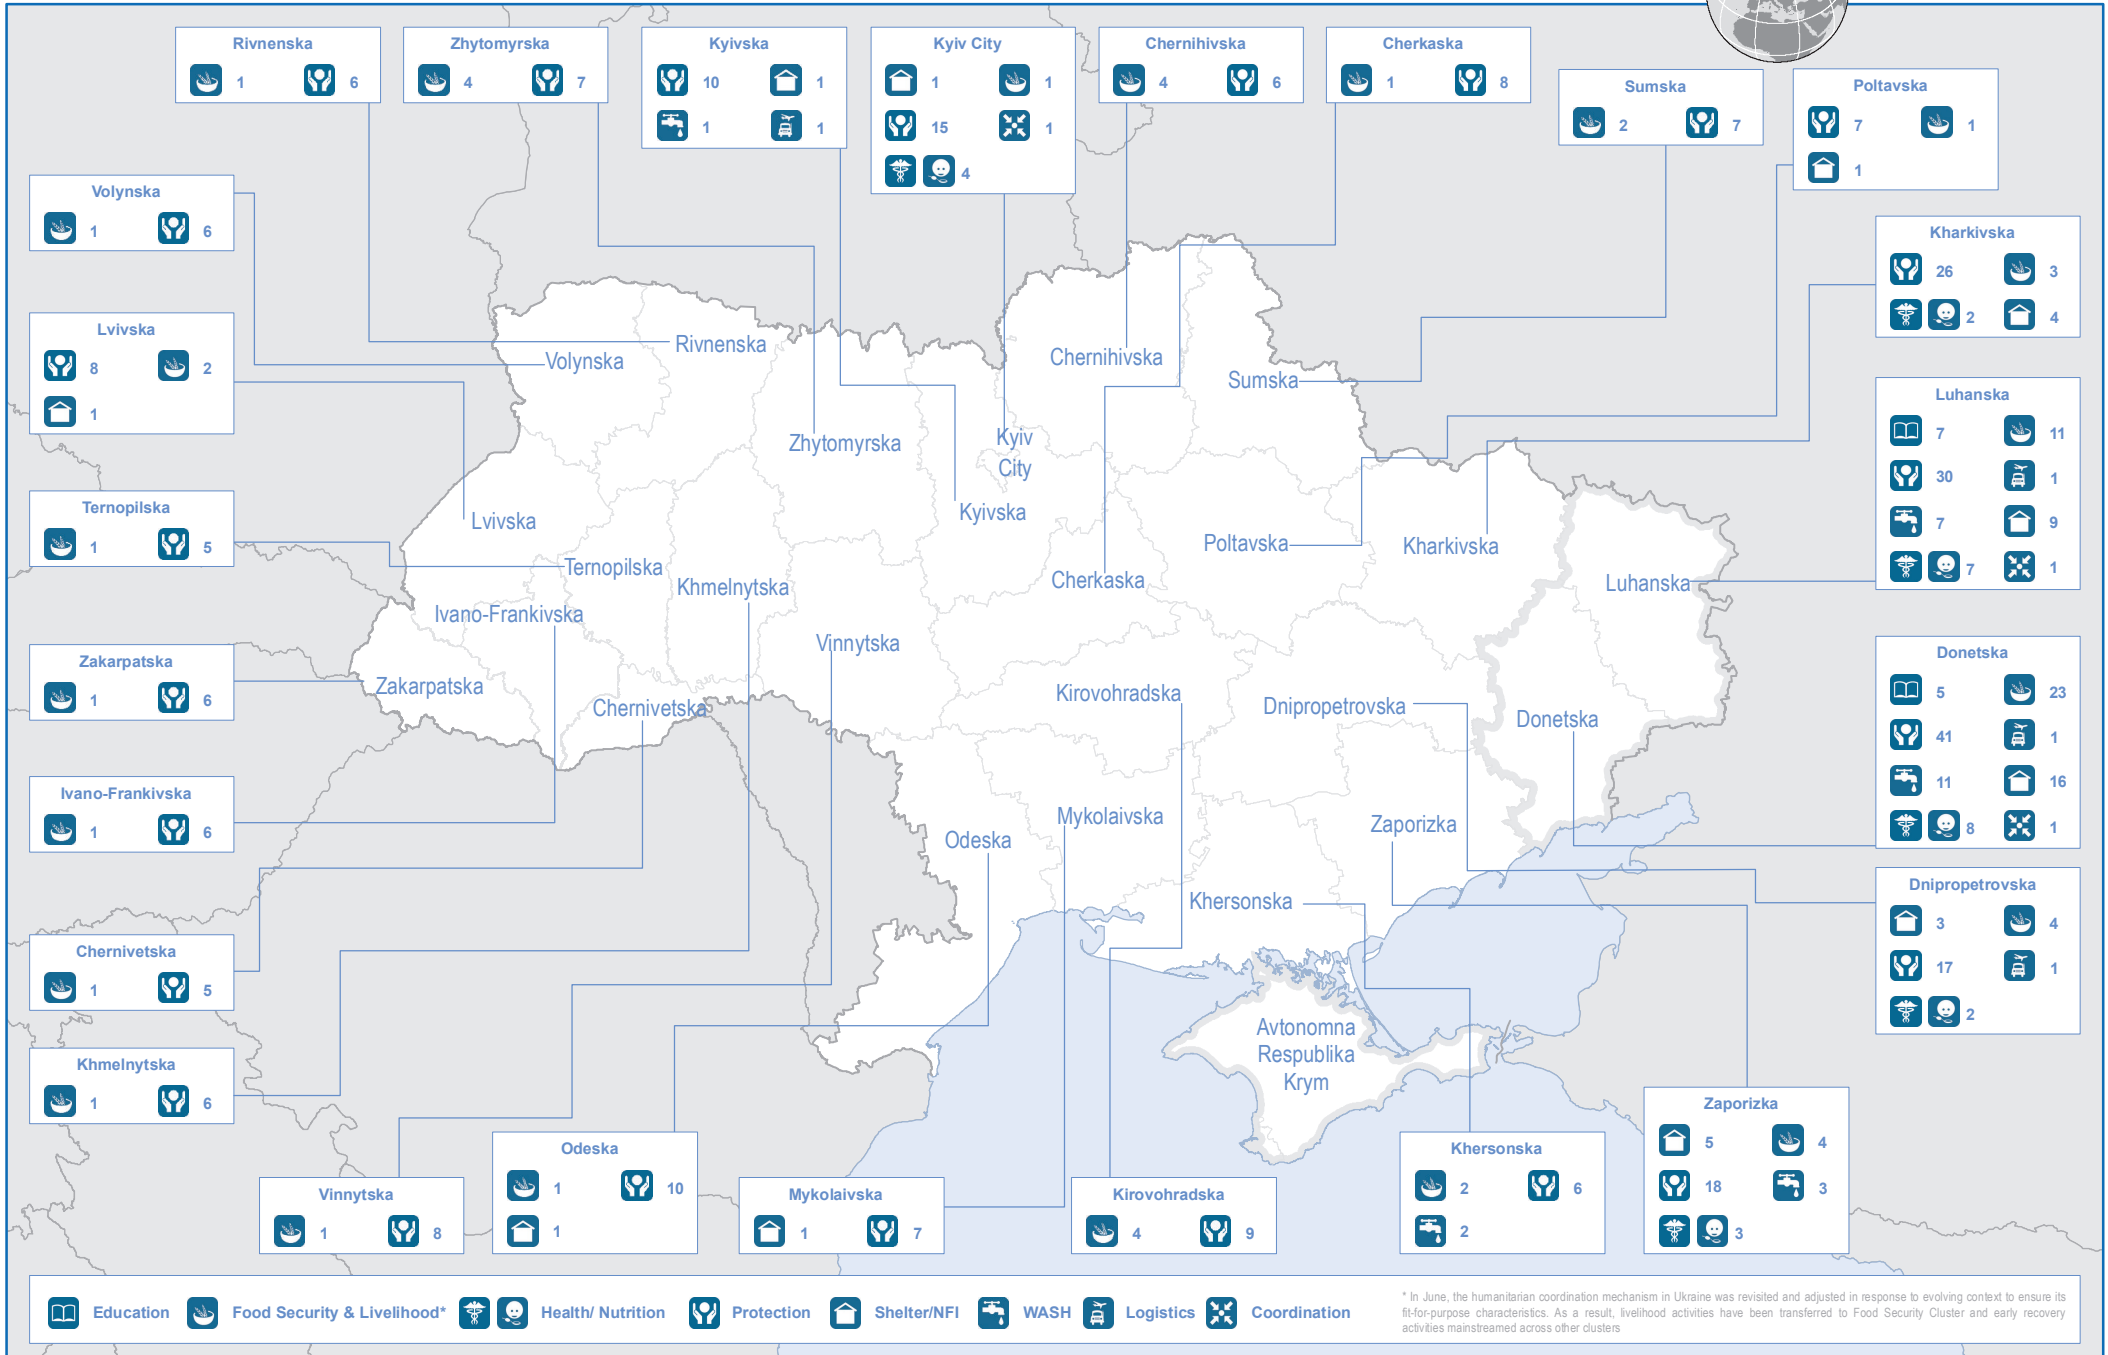 Rivnenska
1 6
Zhytomyrska
4 7
Kyivska
10 1
1 1
Kyiv City
1 1
15 1
4
Chernihivska
4 6
Cherkaska
1 8
Sumska
2 7
Poltavska
7 1
1
Volynska
1 6
Kharkivska
26 3
2 4
Lvivska
8 2
1
Luhanska
7 11
30 1
7 9
7 1
Ternopilska
1 5
Donetska
5 23
41 1
11 16
8 1
Zakarpatska
1 6
Ivano-Frankivska
1 6
Dnipropetrovska
3 4
17 1
2
Chernivetska
1 5
Khmelnytska
1 6
Zaporizka
5 4
18 3
3
Vinnytska
1 8
Odeska
1 10
1
Mykolaivska
1 7
Kirovohradska
4 9
Khersonska
2 6
2
Volynska
Rivnenska
Zhytomyrska
Kyiv
City
Chernihivska
Sumska
Lvivska
Kyivska
Poltavska
Kharkivska
Ternopilska
Khmelnytska
Cherkaska
Luhanska
Ivano-Frankivska
Vinnytska
Zakarpatska
Chernivetska
Kirovohradska
Dnipropetrovska
Donetska
Odeska
Mykolaivska
Zaporizka
Khersonska
Avtonomna
Respublika
Krym
Education Food Security & Livelihood* Health/ Nutrition Protection Shelter/NFI WASH Logistics Coordination
* In June, the humanitarian coordination mechanism in Ukraine was revisited and adjusted in response to evolving context to ensure its
fit-for-purpose characteristics. As a result, livelihood activities have been transferred to Food Security Cluster and early recovery
activities mainstreamed across other clusters